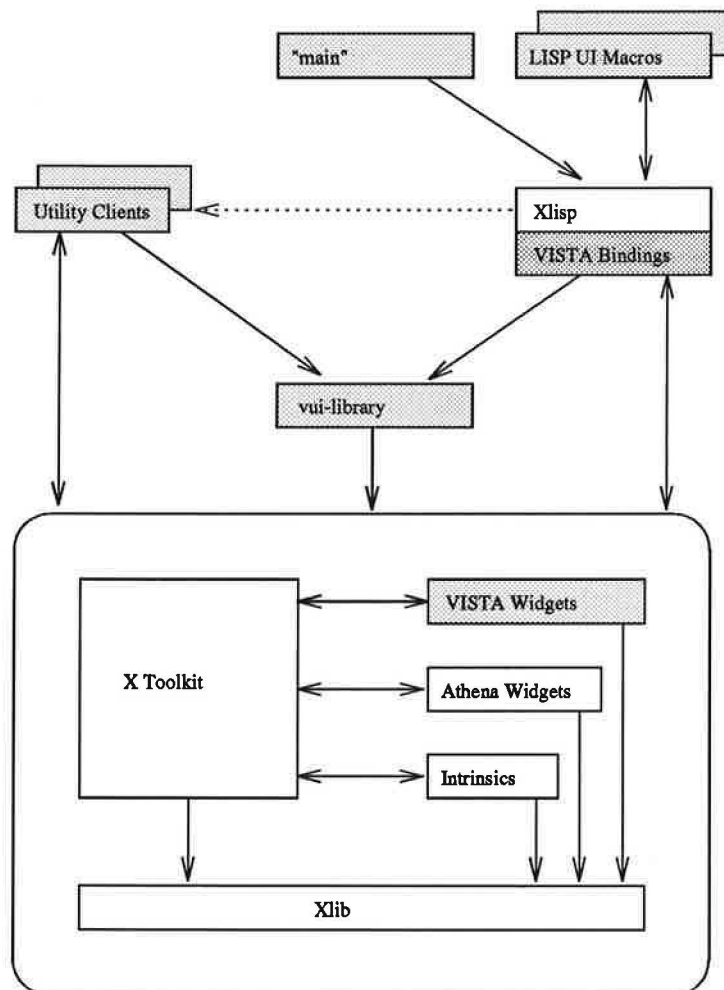 "main"
LISP UI Macros
Utility Clients
Xlisp
VISTA Bindings
vui-library
VISTA Widgets
X Toolkit
Athena Widgets
Intrinsics
Xlib